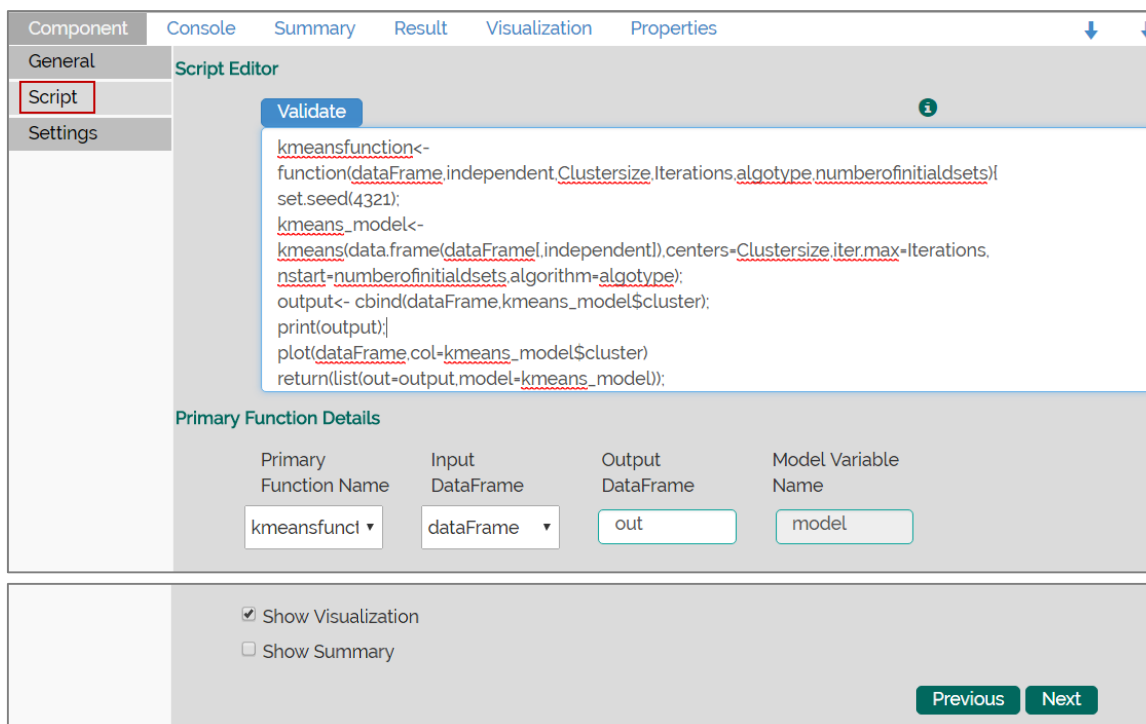 Component Console Summary Result Visualization Properties
General
Script
Settings
Script Editor
Validate
kmeansfunction<-
function(dataFrame,independent,Clustersize,Iterations,algotype,numberofinitialdsets){
set.seed(4321);
kmeans_model<-
kmeans(data.frame(dataFrame[,independent]),centers=Clustersize,iter.max=Iterations,
nstart=numberofinitialdsets,algorithm=algotype);
output<- cbind(dataFrame,kmeans_model$cluster);
print(output);
plot(dataFrame,col=kmeans_model$cluster)
return(list(out=output,model=kmeans_model));
Primary Function Details
Primary Input Output Model Variable
Function Name DataFrame DataFrame Name
kmeansfunct dataFrame out model
Show Visualization
Show Summary
Previous Next